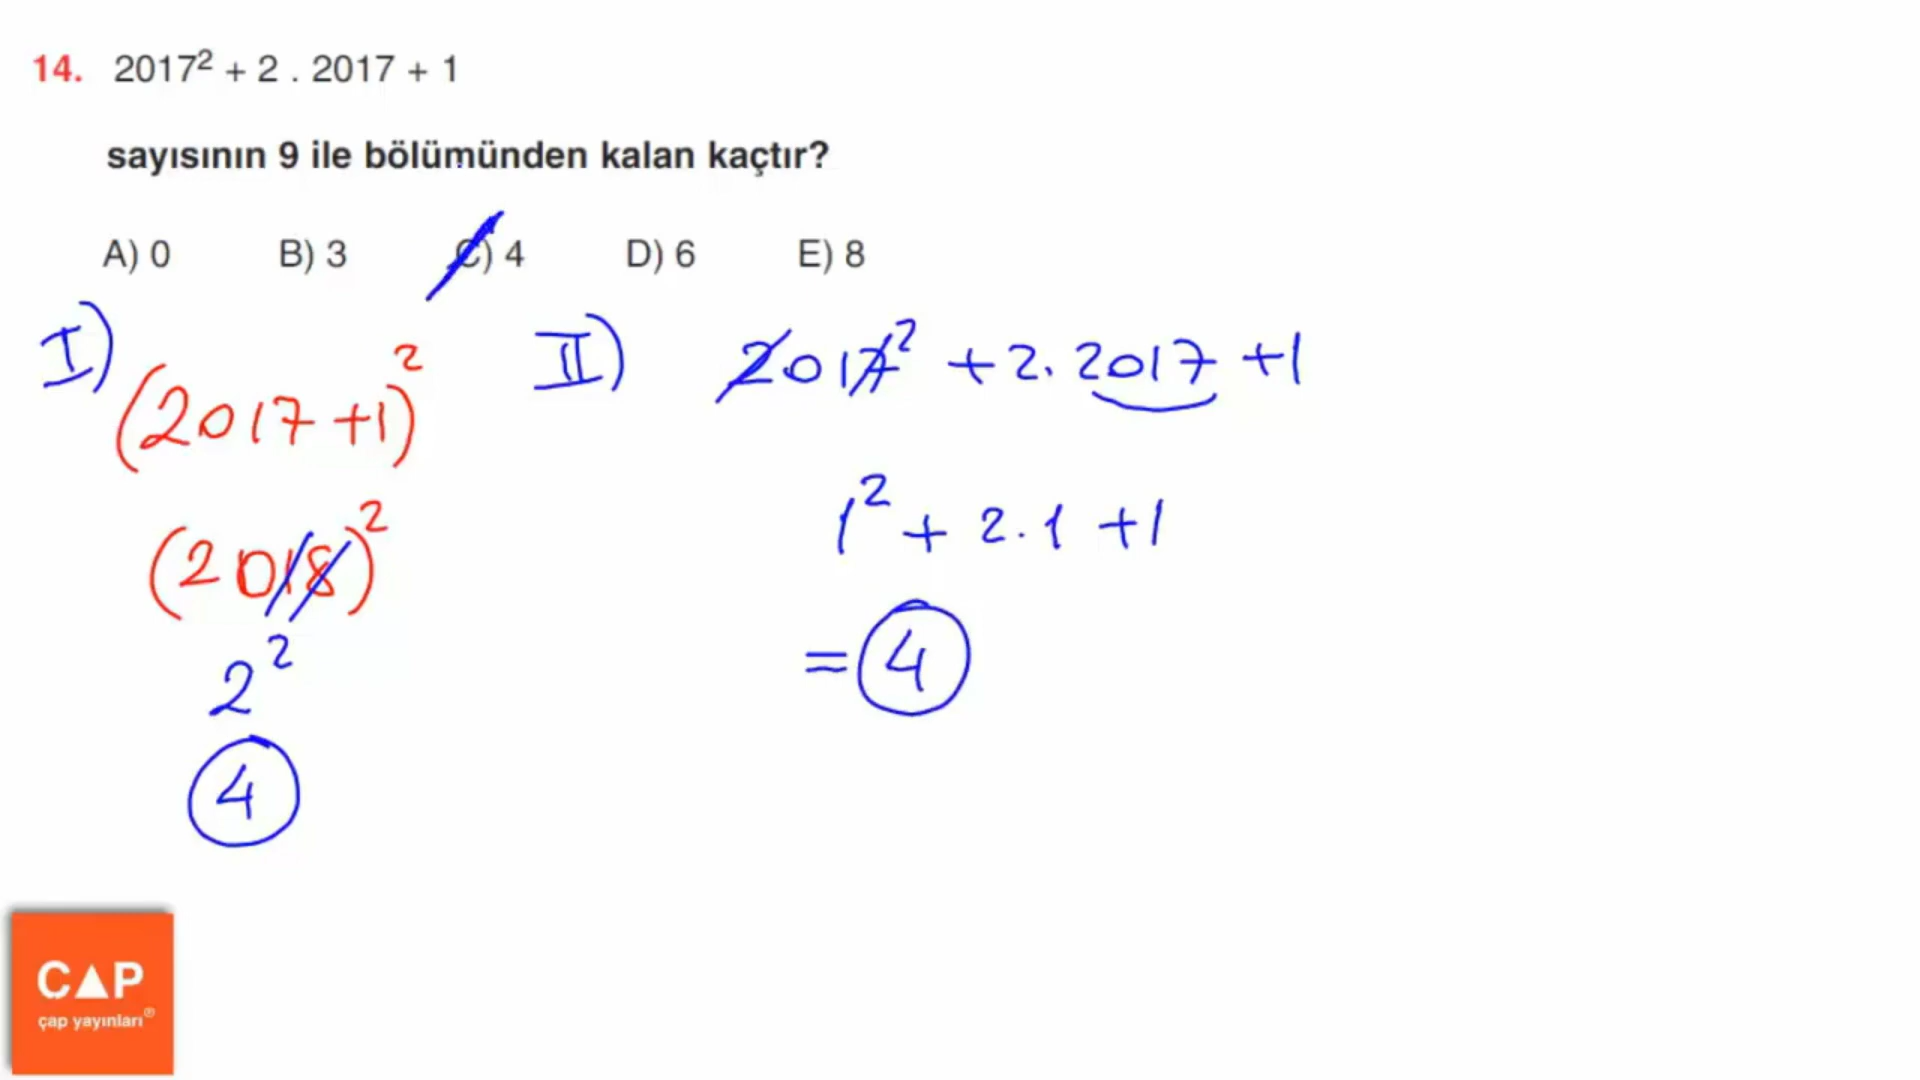 14. 2017² + 2 . 2017 + 1
sayısının 9 ile bölümünden kalan kaçtır?
A) 0 B) 3 C) 4 D) 6 E) 8
I)
(2017 +1)²
(2018)²
2²
4
II) 2017² + 2. 2017 +1
1² + 2.1 +1
= 4
CAP
çap yayınları®